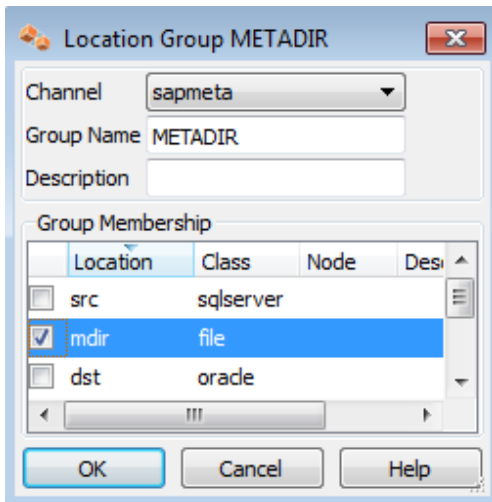 Location Group METADIR
Channel sapmeta
Group Name METADIR
Description
Group Membership
Location Class Node
src sqlserver
mdir file
dst oracle
OK Cancel Help